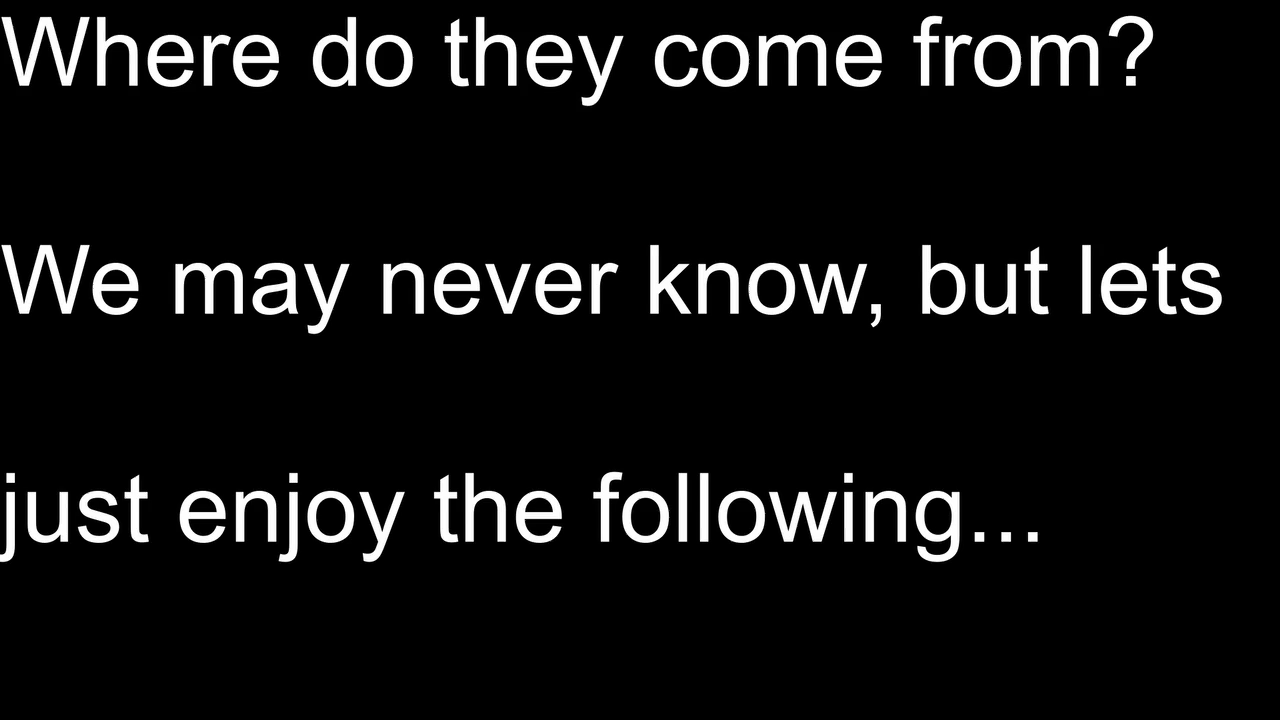 Where do they come from?
We may never know, but lets
just enjoy the following...